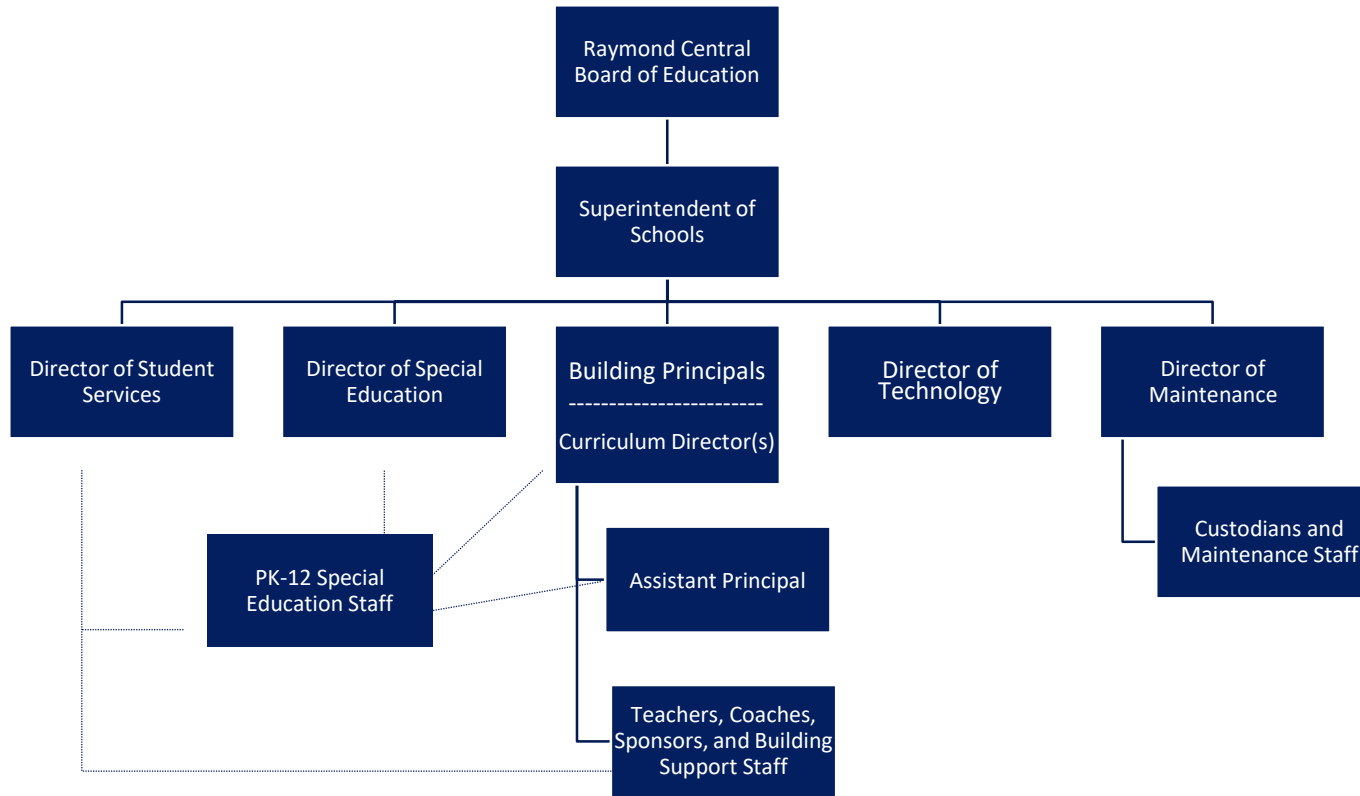 Raymond Central
Board of Education
Superintendent of
Schools
Director of Student
Services
Director of Special
Education
Building Principals
------------------------
Curriculum Director(s)
Director of
Technology
Director of
Maintenance
PK-12 Special
Education Staff
Assistant Principal
Custodians and
Maintenance Staff
Teachers, Coaches,
Sponsors, and Building
Support Staff